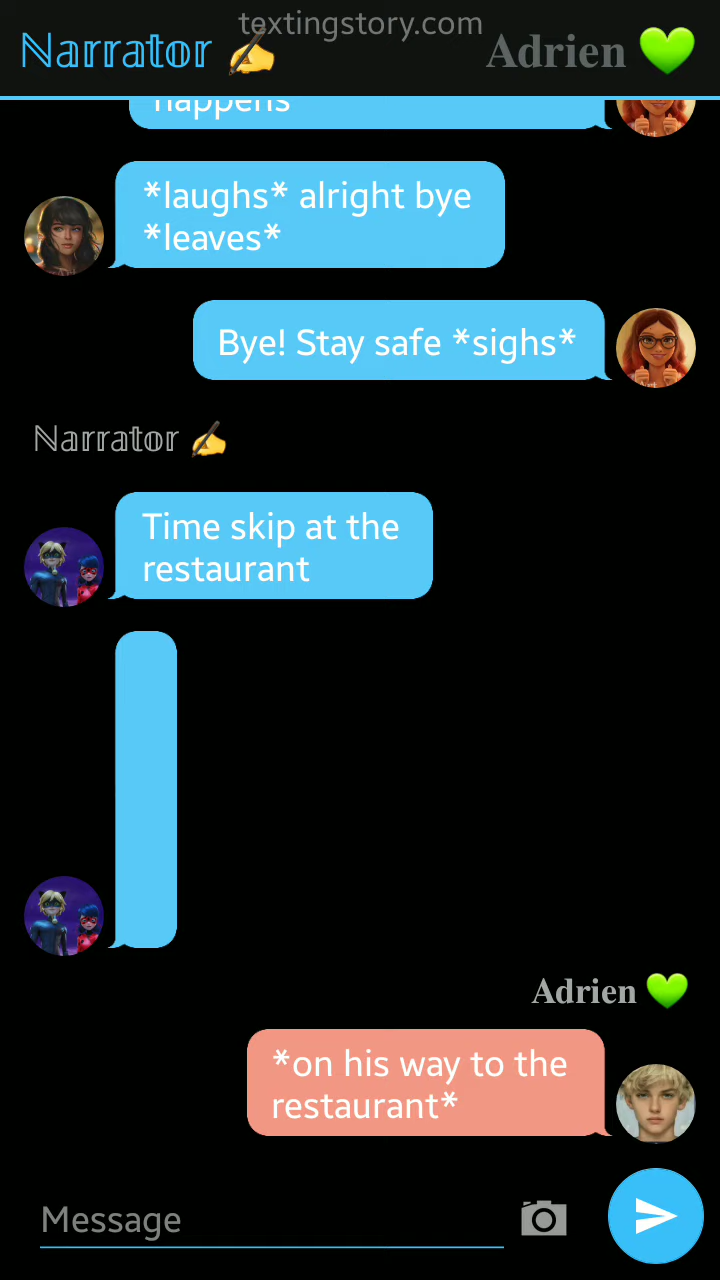 textingstory.com
ℕ𝕒𝕣𝕣𝕒𝕥𝕠𝕣 ✍️
𝐀𝐝𝐫𝐢𝐞𝐧 💚
happens
*laughs* alright bye
*leaves*
Bye! Stay safe *sighs*
ℕ𝕒𝕣𝕣𝕒𝕥𝕠𝕣 ✍️
Time skip at the
restaurant
𝐀𝐝𝐫𝐢𝐞𝐧 💚
*on his way to the
restaurant*
Message